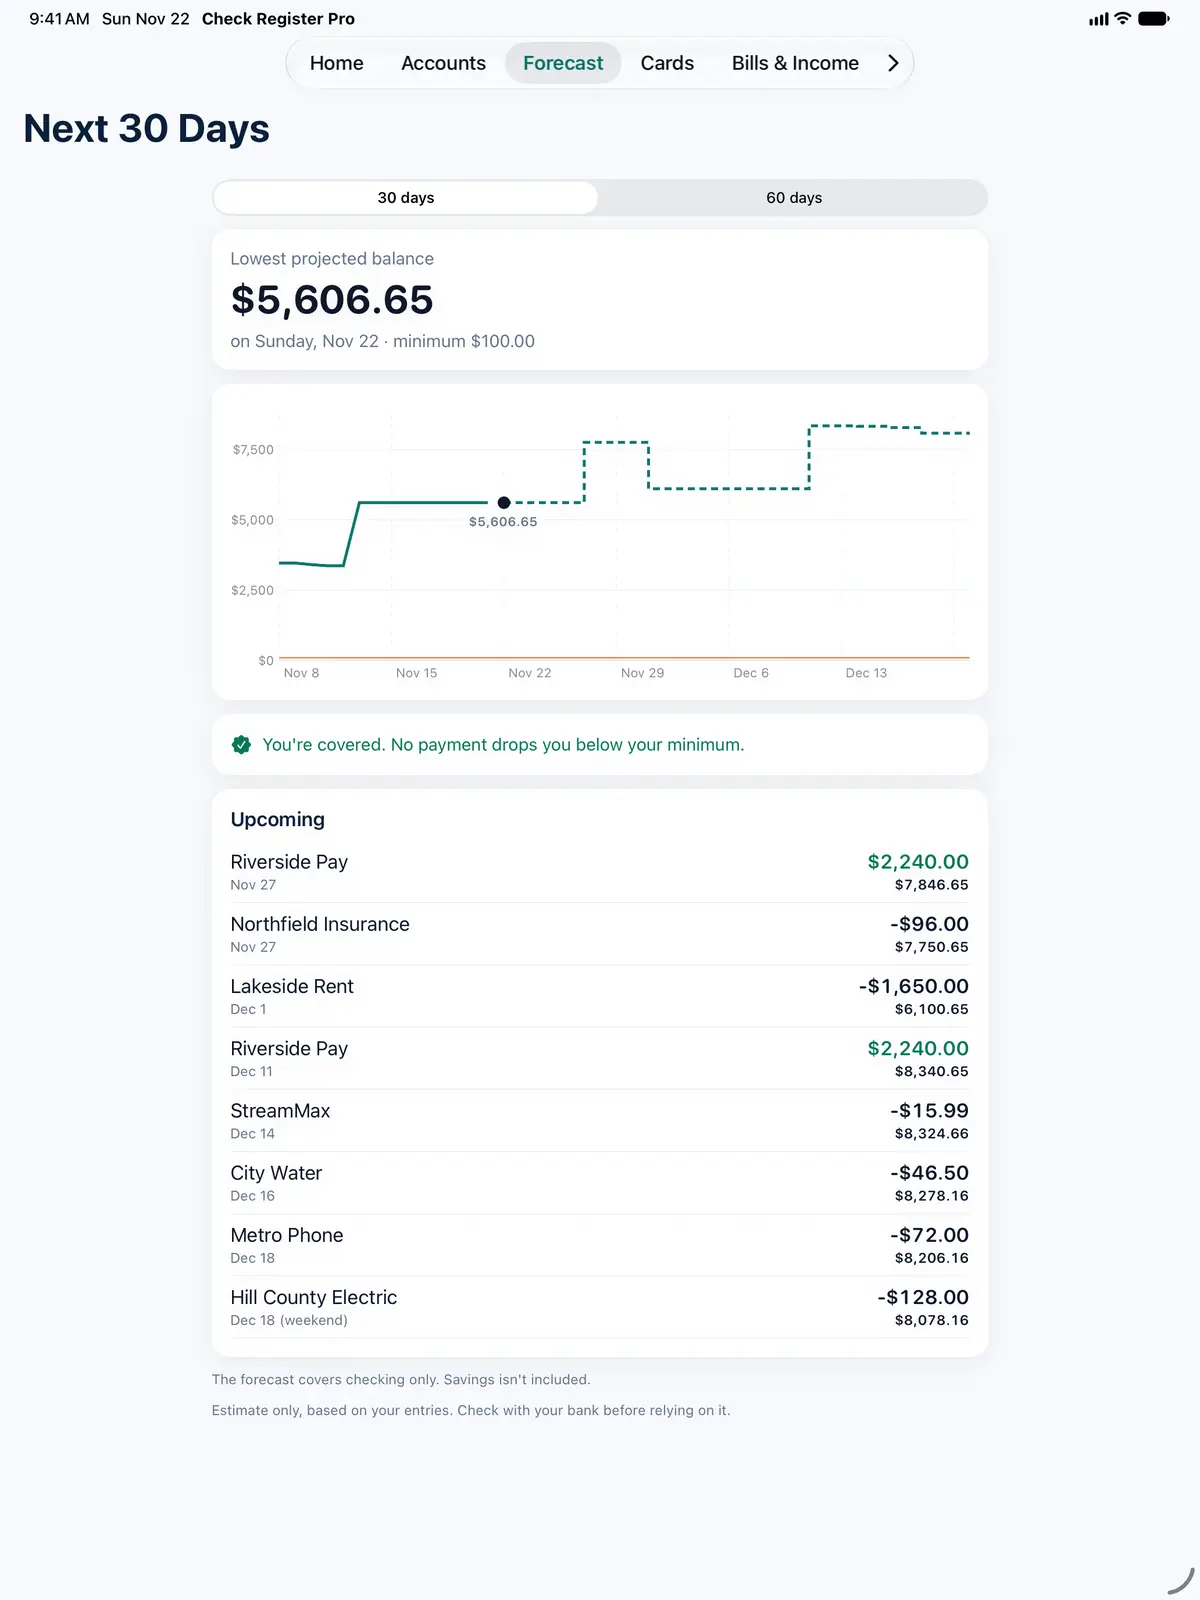 9:41 AM Sun Nov 22 Check Register Pro
Home Accounts Forecast Cards Bills & Income
Next 30 Days
30 days 60 days
Lowest projected balance
$5,606.65
on Sunday, Nov 22 · minimum $100.00
$7,500
$5,000
$5,606.65
$2,500
$0
Nov 8 Nov 15 Nov 22 Nov 29 Dec 6 Dec 13
You're covered. No payment drops you below your minimum.
Upcoming
Riverside Pay $2,240.00
Nov 27 $7,846.65
Northfield Insurance -$96.00
Nov 27 $7,750.65
Lakeside Rent -$1,650.00
Dec 1 $6,100.65
Riverside Pay $2,240.00
Dec 11 $8,340.65
StreamMax -$15.99
Dec 14 $8,324.66
City Water -$46.50
Dec 16 $8,278.16
Metro Phone -$72.00
Dec 18 $8,206.16
Hill County Electric -$128.00
Dec 18 (weekend) $8,078.16
The forecast covers checking only. Savings isn't included.
Estimate only, based on your entries. Check with your bank before relying on it.